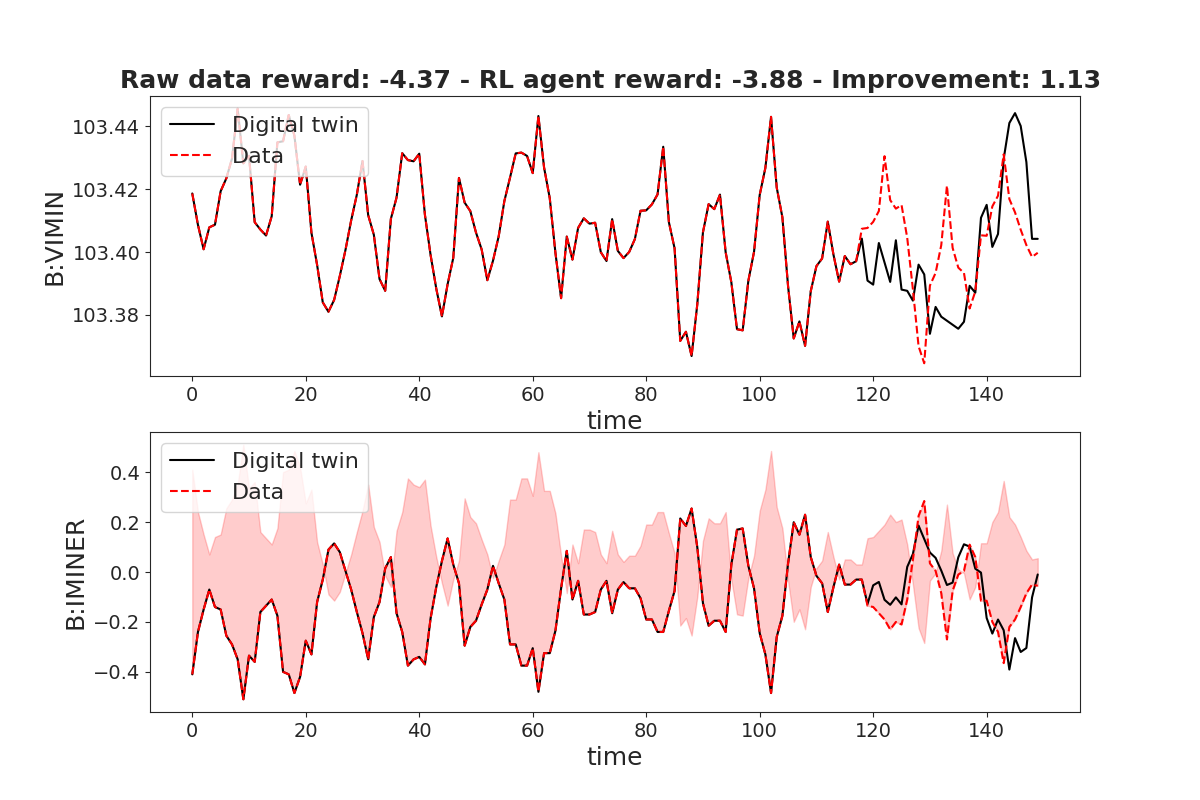 Raw data reward: -4.37 - RL agent reward: -3.88 - Improvement: 1.13
Digital twin
Data
103.44
103.42
103.40
103.38
B:VIMIN
0 20 40 60 80 100 120 140
time
Digital twin
Data
0.4
0.2
0.0
−0.2
−0.4
B:IMINER
0 20 40 60 80 100 120 140
time